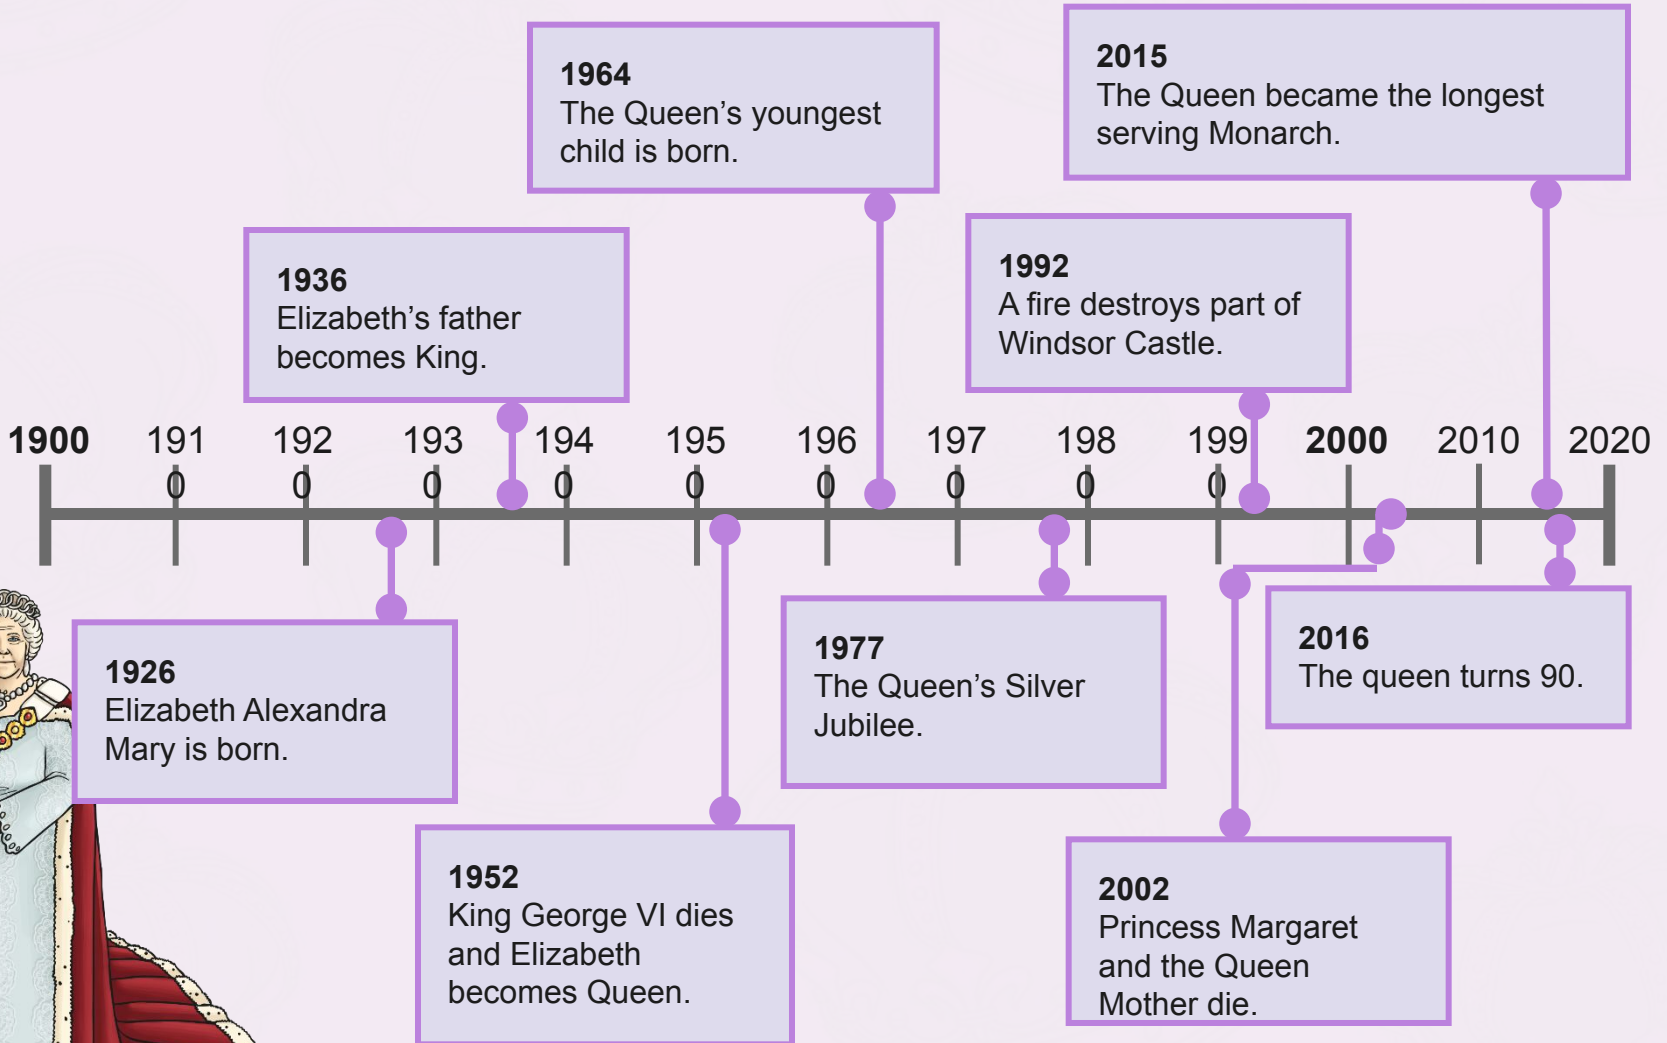 1964
The Queen’s youngest
child is born.
2015
The Queen became the longest
serving Monarch.
1936
Elizabeth’s father
becomes King.
1992
A fire destroys part of
Windsor Castle.
1900 191 192 193 194 195 196 197 198 199 2000 2010 2020
0 0 0 0 0 0 0 0 0
1926
Elizabeth Alexandra
Mary is born.
1977
The Queen’s Silver
Jubilee.
2016
The queen turns 90.
1952
King George VI dies
and Elizabeth
becomes Queen.
2002
Princess Margaret
and the Queen
Mother die.